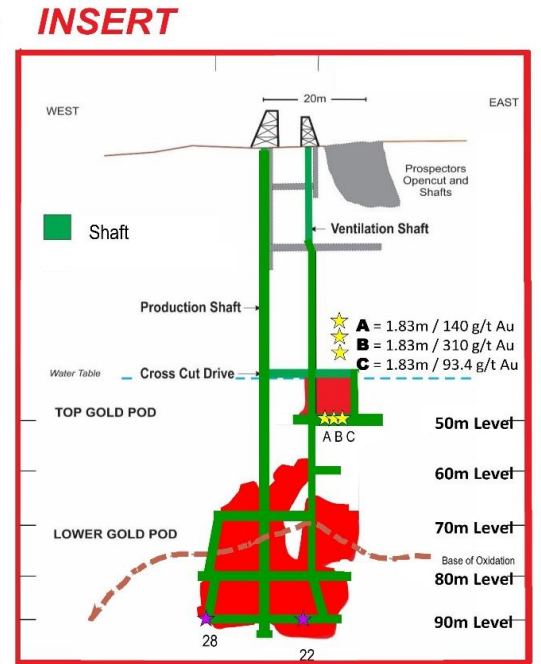 INSERT
20m
WEST
EAST
Prospectors
Opencut and
Shafts
Shaft
Ventilation Shaft
Production Shaft
A = 1.83m / 140 g/t Au
B = 1.83m / 310 g/t Au
C = 1.83m / 93.4 g/t Au
Water Table
Cross Cut Drive
TOP GOLD POD
50m Level
A B C
60m Level
70m Level
LOWER GOLD POD
Base of Oxidation
80m Level
90m Level
28
22